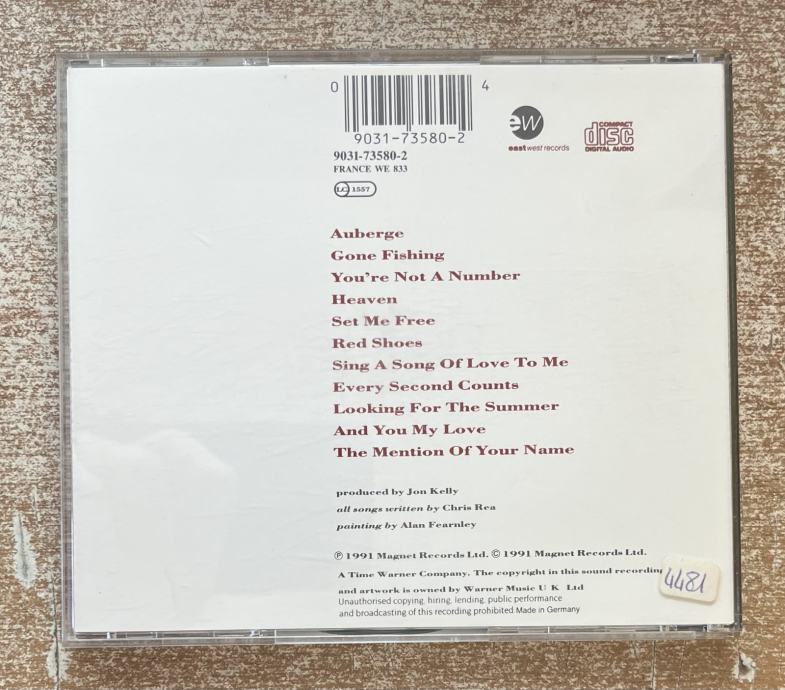 0 4
9031-73580-2
ew
eastwest records
COMPACT
disc
DIGITAL AUDIO
9031-73580-2
FRANCE WE 833
LC 1557
Auberge
Gone Fishing
You're Not A Number
Heaven
Set Me Free
Red Shoes
Sing A Song Of Love To Me
Every Second Counts
Looking For The Summer
And You My Love
The Mention Of Your Name
produced by Jon Kelly
all songs written by Chris Rea
painting by Alan Fearnley
℗ 1991 Magnet Records Ltd. © 1991 Magnet Records Ltd.
A Time Warner Company. The copyright in this sound recording
and artwork is owned by Warner Music U K Ltd
Unauthorised copying, hiring, lending, public performance
and broadcasting of this recording prohibited. Made in Germany
4481